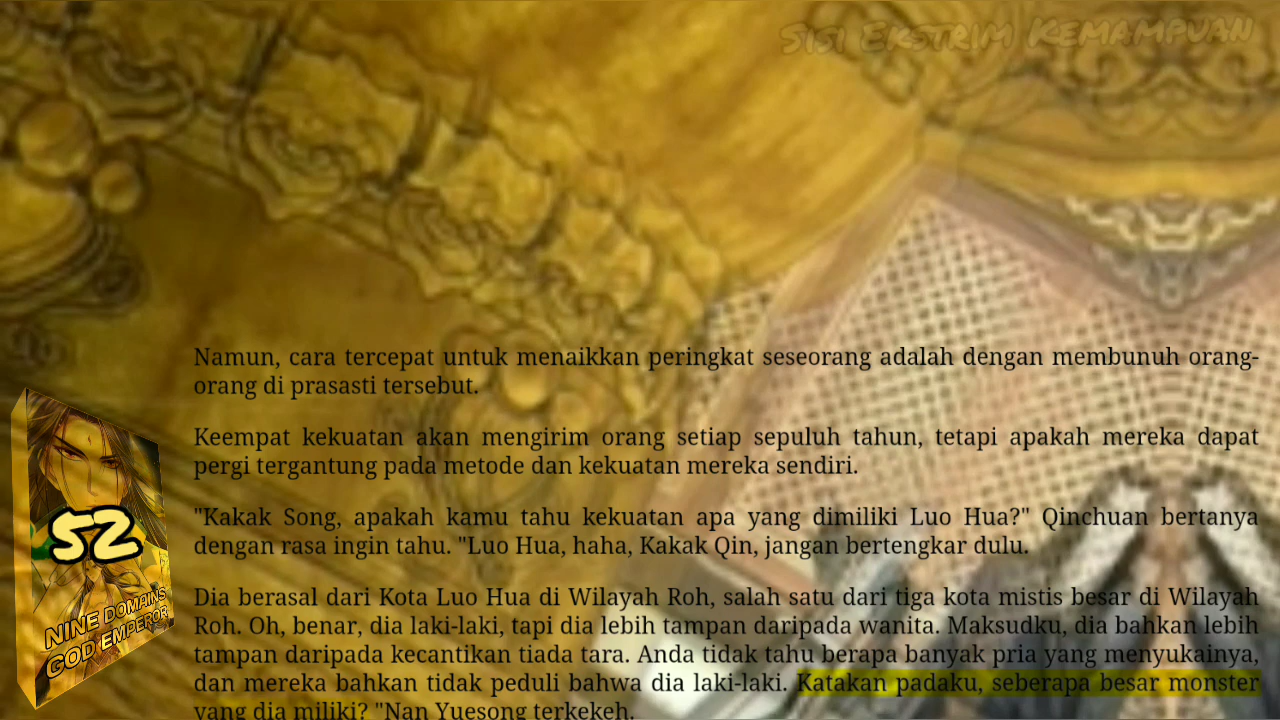 Sisi Ekstrim Kemampuan
Namun, cara tercepat untuk menaikkan peringkat seseorang adalah dengan membunuh orang-
orang di prasasti tersebut.
Keempat kekuatan akan mengirim orang setiap sepuluh tahun, tetapi apakah mereka dapat
pergi tergantung pada metode dan kekuatan mereka sendiri.
"Kakak Song, apakah kamu tahu kekuatan apa yang dimiliki Luo Hua?" Qinchuan bertanya
dengan rasa ingin tahu. "Luo Hua, haha, Kakak Qin, jangan bertengkar dulu.
Dia berasal dari Kota Luo Hua di Wilayah Roh, salah satu dari tiga kota mistis besar di Wilayah
Roh. Oh, benar, dia laki-laki, tapi dia lebih tampan daripada wanita. Maksudku, dia bahkan lebih
tampan daripada kecantikan tiada tara. Anda tidak tahu berapa banyak pria yang menyukainya,
dan mereka bahkan tidak peduli bahwa dia laki-laki. Katakan padaku, seberapa besar monster
yang dia miliki? "Nan Yuesong terkekeh.
52
NINE DOMAINS
GOD EMPEROR